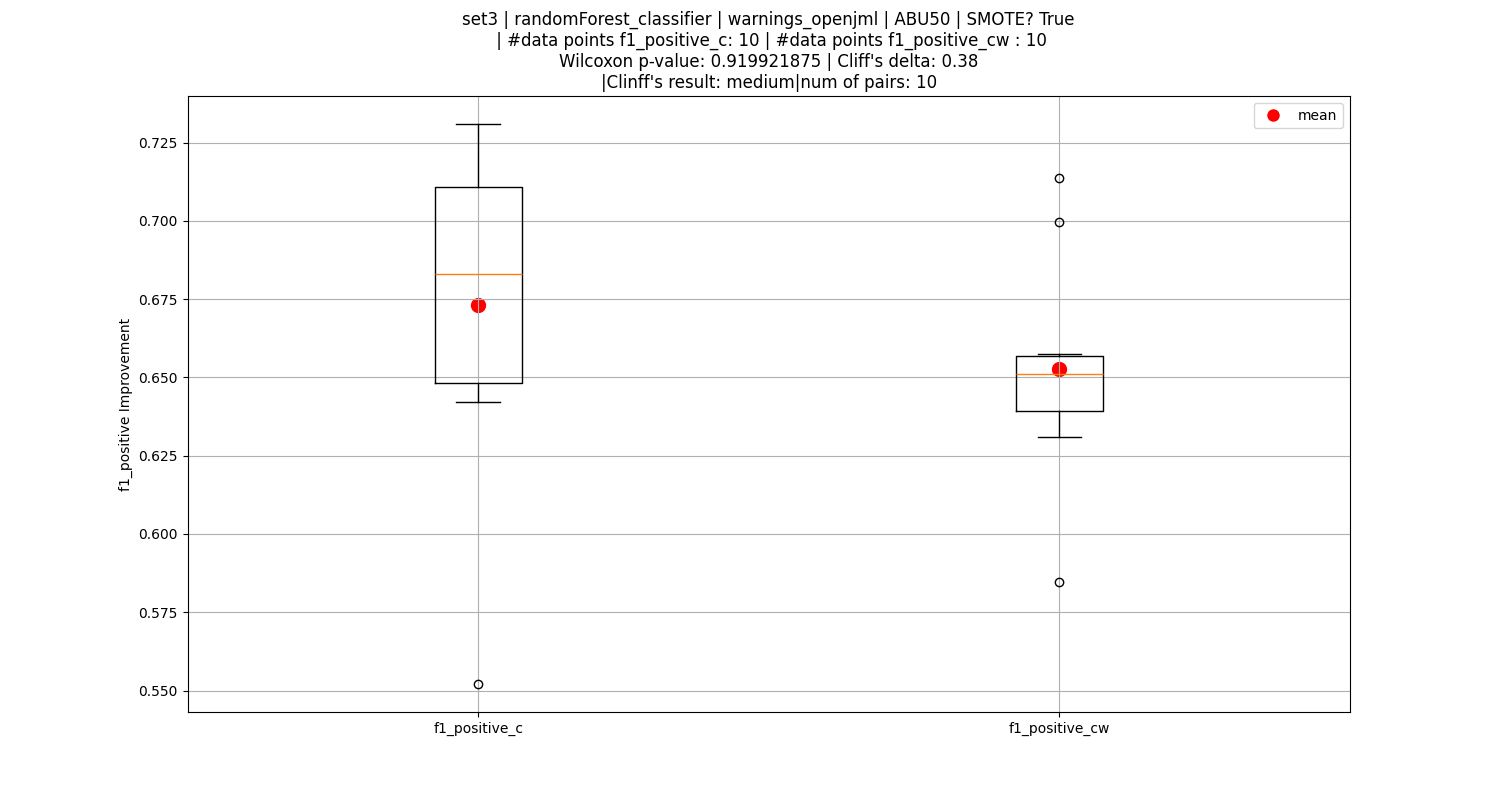 set3 | randomForest_classifier | warnings_openjml | ABU50 | SMOTE? True
| #data points f1_positive_c: 10 | #data points f1_positive_cw : 10
Wilcoxon p-value: 0.919921875 | Cliff's delta: 0.38
|Clinff's result: medium|num of pairs: 10
mean
0.725
0.700
0.675
0.650
0.625
0.600
0.575
0.550
f1_positive Improvement
f1_positive_c
f1_positive_cw